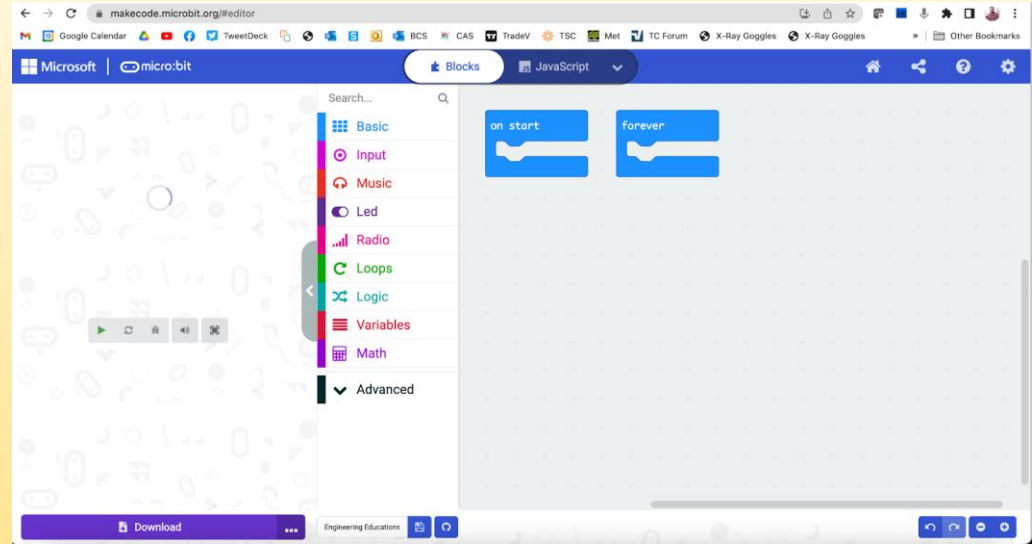 makecode.microbit.org/#editor
Google Calendar TweetDeck BCS CAS TradeV TSC Met TC Forum X-Ray Goggles X-Ray Goggles » Other Bookmarks
Microsoft micro:bit Blocks JavaScript
Search...
Basic
Input
Music
Led
Radio
Loops
Logic
Variables
Math
Advanced
on start
forever
Download
Engineering Educations